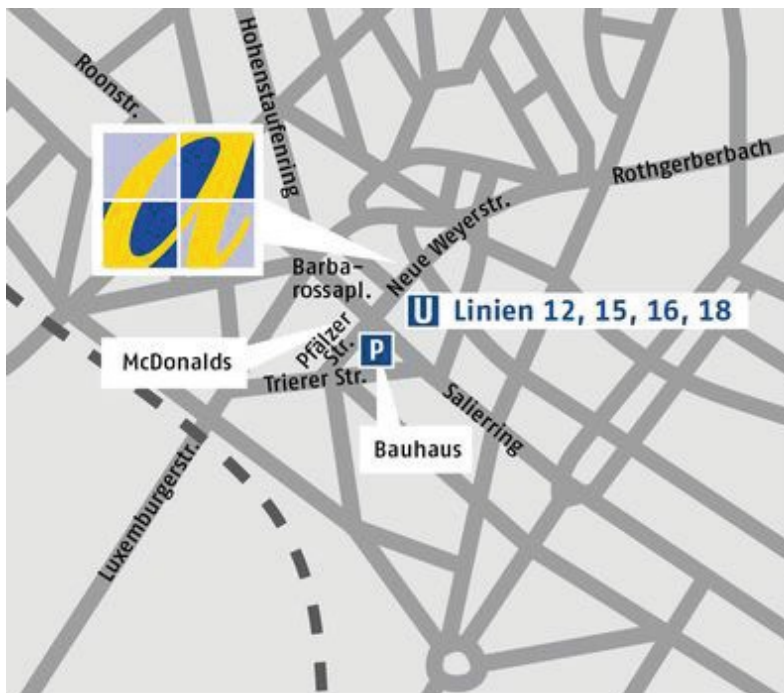 Roonstr.
Hohenstaufenring
a
Rothgerberbach
Neue Weyerstr.
Barba-
rossapl.
U Linien 12, 15, 16, 18
Pfälzer
Str.
P
McDonalds
Trierer Str.
Salierring
Bauhaus
Luxemburgerstr.